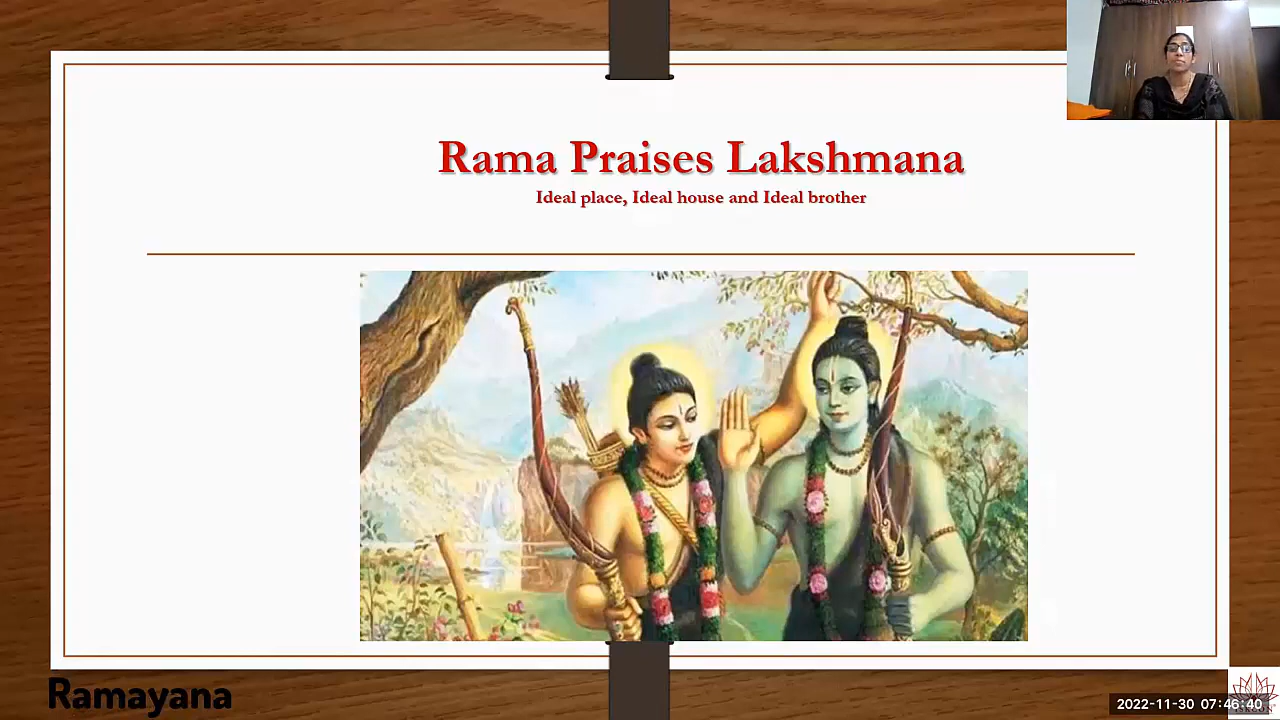 Rama Praises Lakshmana
Ideal place, Ideal house and Ideal brother
Ramayana
2022-11-30 07:46:40